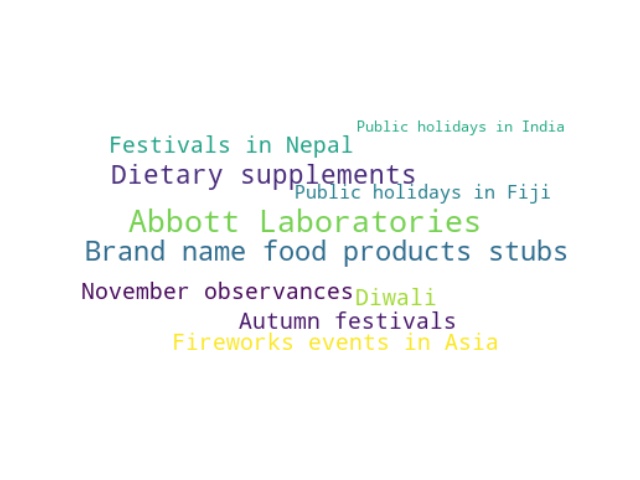 Public holidays in India
Festivals in Nepal
Dietary supplements
Public holidays in Fiji
Abbott Laboratories
Brand name food products stubs
November observances
Diwali
Autumn festivals
Fireworks events in Asia